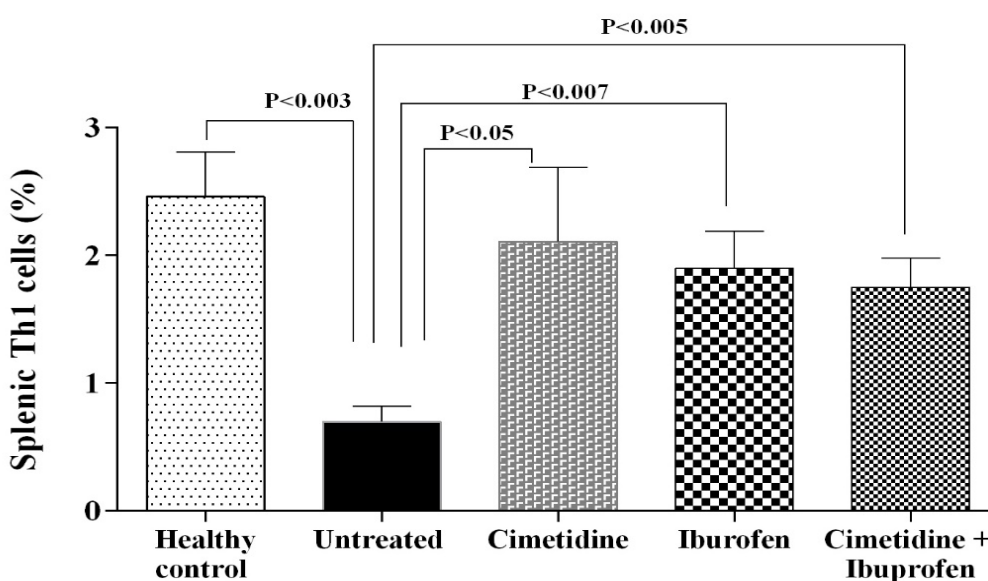 P<0.005
P<0.003
P<0.007
P<0.05
Splenic Th1 cells (%)
3
2
1
0
Healthy control
Untreated
Cimetidine
Iburofen
Cimetidine +
Ibuprofen